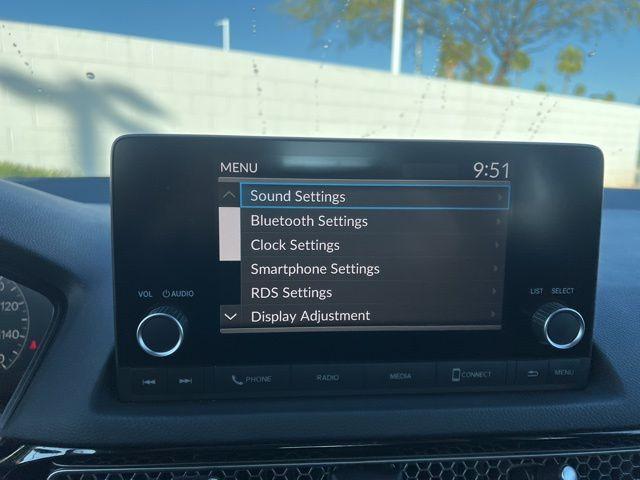 MENU 9:51
Sound Settings
Bluetooth Settings
Clock Settings
Smartphone Settings
RDS Settings
Display Adjustment
VOL AUDIO
LIST SELECT
PHONE RADIO MEDIA CONNECT MENU
120
140